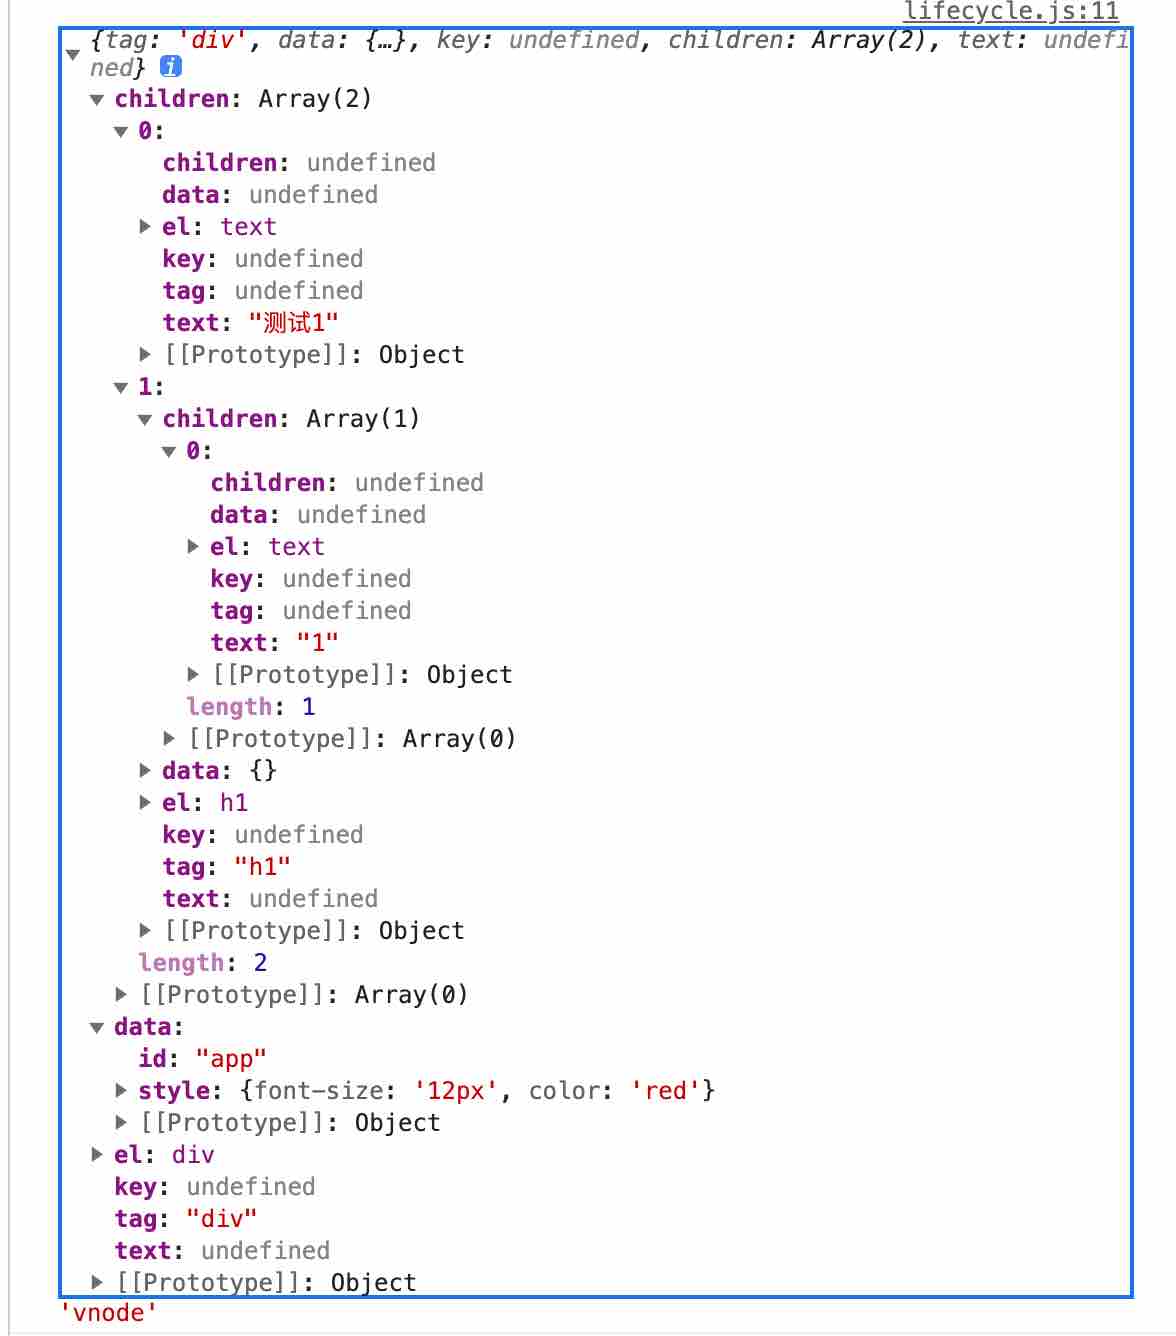 lifecycle.js:11
{tag: 'div', data: {…}, key: undefined, children: Array(2), text: undefi
ned} i
children: Array(2)
0:
children: undefined
data: undefined
el: text
key: undefined
tag: undefined
text: "测试1"
[[Prototype]]: Object
1:
children: Array(1)
0:
children: undefined
data: undefined
el: text
key: undefined
tag: undefined
text: "1"
[[Prototype]]: Object
length: 1
[[Prototype]]: Array(0)
data: {}
el: h1
key: undefined
tag: "h1"
text: undefined
[[Prototype]]: Object
length: 2
[[Prototype]]: Array(0)
data:
id: "app"
style: {font-size: '12px', color: 'red'}
[[Prototype]]: Object
el: div
key: undefined
tag: "div"
text: undefined
[[Prototype]]: Object
'vnode'